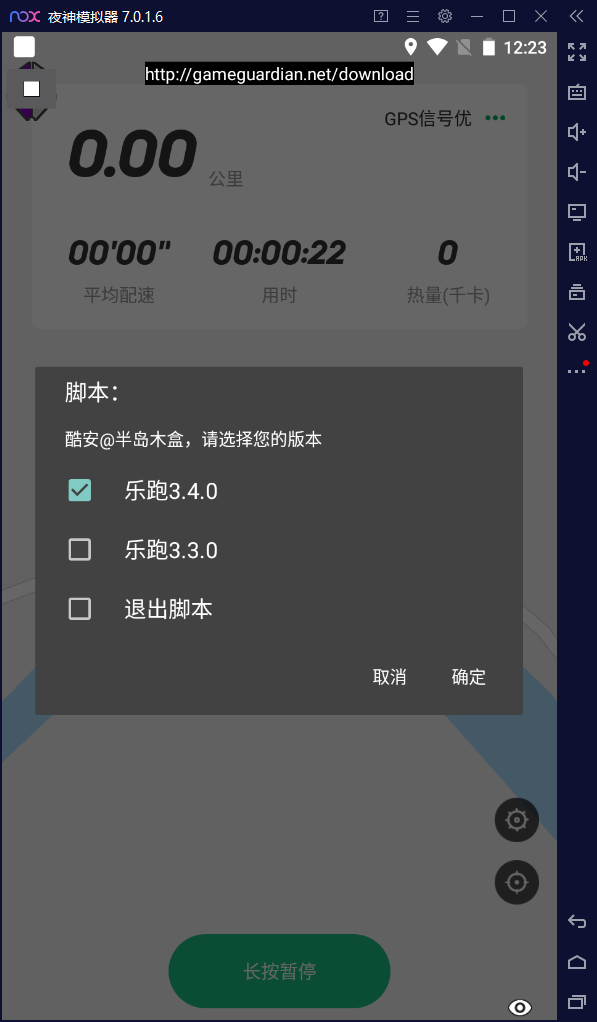 nox 夜神模拟器 7.0.1.6
12:23
http://gameguardian.net/download
GPS信号优
0.00 公里
00'00" 00:00:22 0
平均配速 用时 热量(千卡)
脚本：
酷安@半岛木盒，请选择您的版本
乐跑3.4.0
乐跑3.3.0
退出脚本
取消 确定
长按暂停
APK